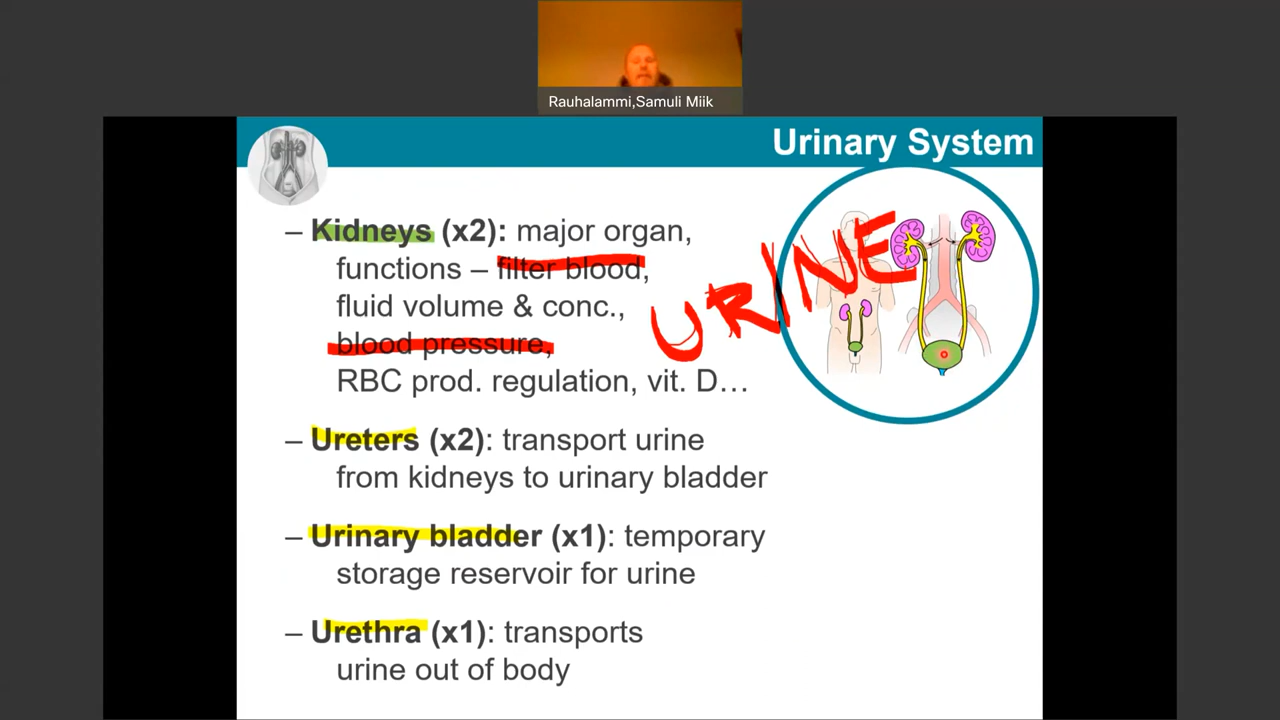 Rauhalammi,Samuli Miik
Urinary System
– Kidneys (x2): major organ,
functions – filter blood,
fluid volume & conc.,
blood pressure,
RBC prod. regulation, vit. D…
URINE
– Ureters (x2): transport urine
from kidneys to urinary bladder
– Urinary bladder (x1): temporary
storage reservoir for urine
– Urethra (x1): transports
urine out of body